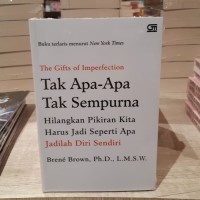 Buku terlaris menurut New York Times
The Gifts of Imperfection
Tak Apa-Apa
Tak Sempurna
Hilangkan Pikiran Kita
Harus Jadi Seperti Apa
Jadilah Diri Sendiri
Brené Brown, Ph.D., L.M.S.W.